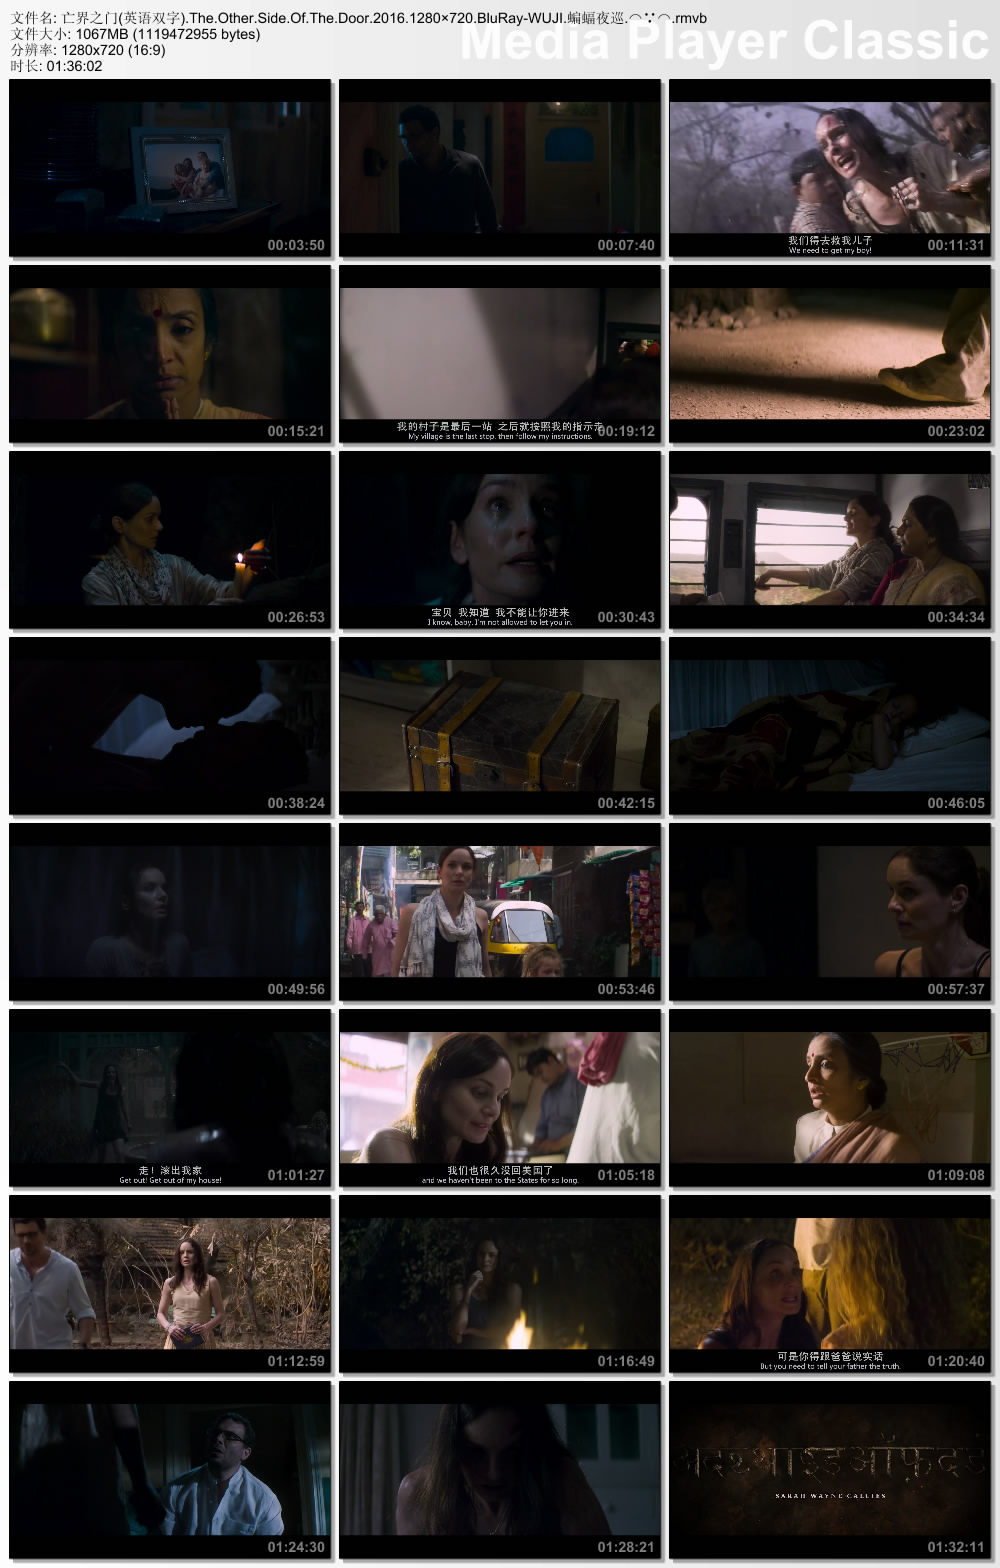 文件名: 亡界之门(英语双字).The.Other.Side.Of.The.Door.2016.1280×720.BluRay-WUJI.蝙蝠夜巡.⌒∵⌒.rmvb
文件大小: 1067MB (1119472955 bytes)
分辨率: 1280x720 (16:9)
时长: 01:36:02
Media Player Classic
00:03:50
00:07:40
我们得去救我儿子
We need to get my boy!
00:11:31
00:15:21
我的村子是最后一站 之后就按照我的指示走
My village is the last stop, then follow my instructions.
00:19:12
00:23:02
00:26:53
宝贝 我知道 我不能让你进来
I know, baby. I'm not allowed to let you in.
00:30:43
00:34:34
00:38:24
00:42:15
00:46:05
00:49:56
00:53:46
00:57:37
走！滚出我家
Get out! Get out of my house!
01:01:27
我们也很久没回美国了
and we haven't been to the States for so long.
01:05:18
01:09:08
01:12:59
01:16:49
可是你得跟爸爸说实话
But you need to tell your father the truth.
01:20:40
01:24:30
01:28:21
SARAH WAYNE CALLIES
01:32:11